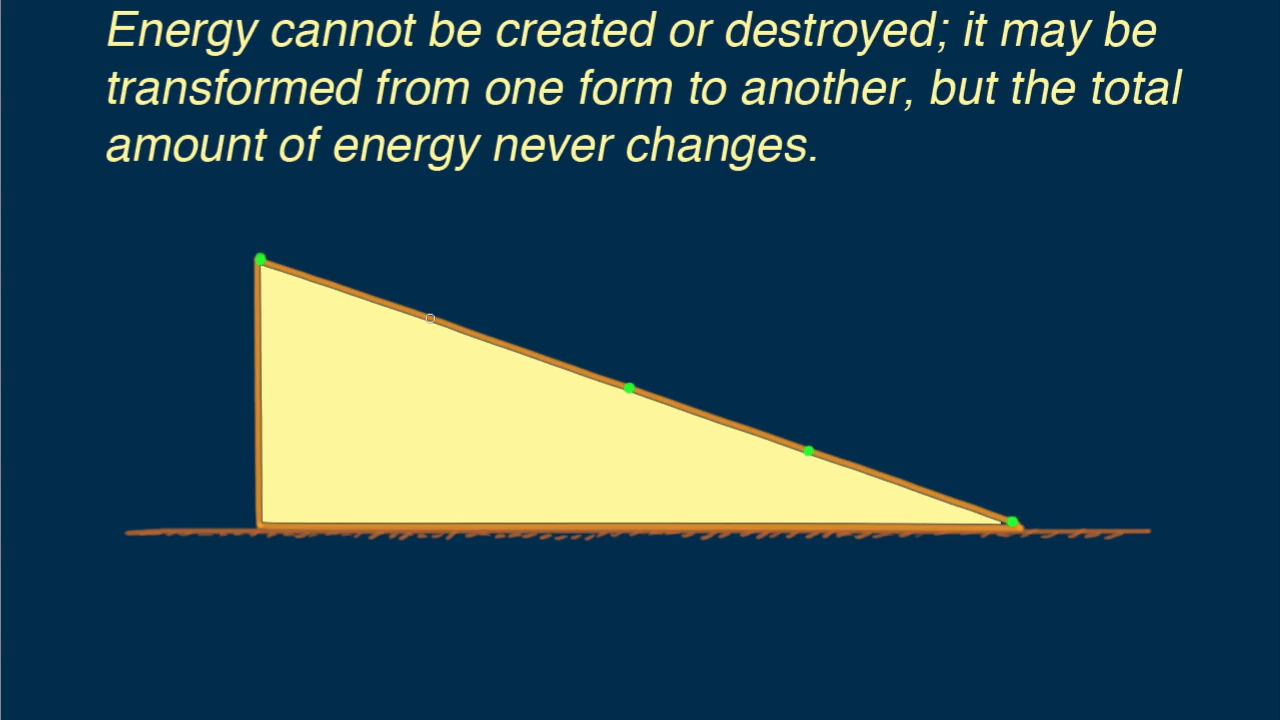 Energy cannot be created or destroyed; it may be
transformed from one form to another, but the total
amount of energy never changes.